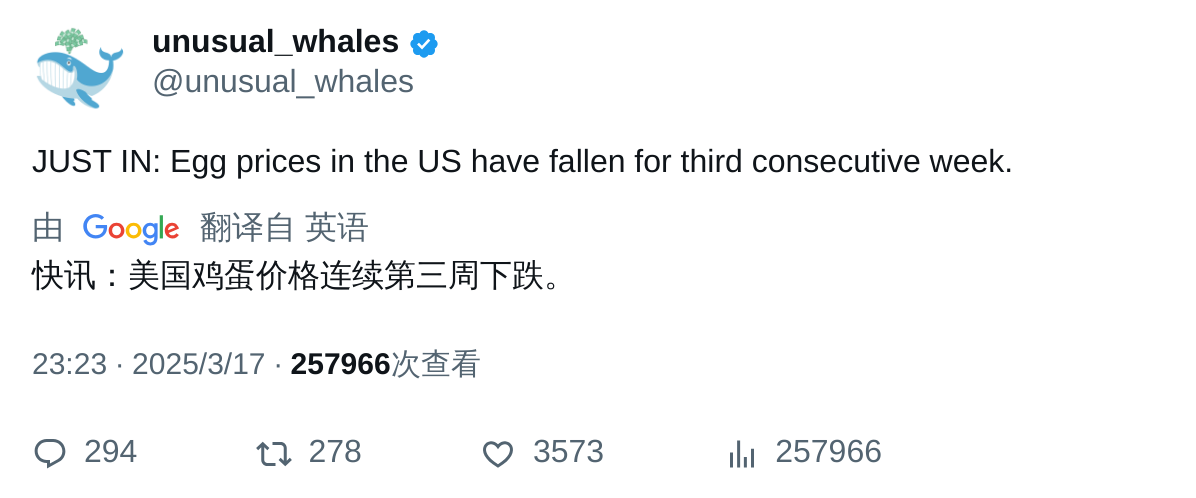 unusual_whales
@unusual_whales
JUST IN: Egg prices in the US have fallen for third consecutive week.
由 Google 翻译自 英语
快讯：美国鸡蛋价格连续第三周下跌。
23:23 · 2025/3/17 · 257966次查看
294 278 3573 257966